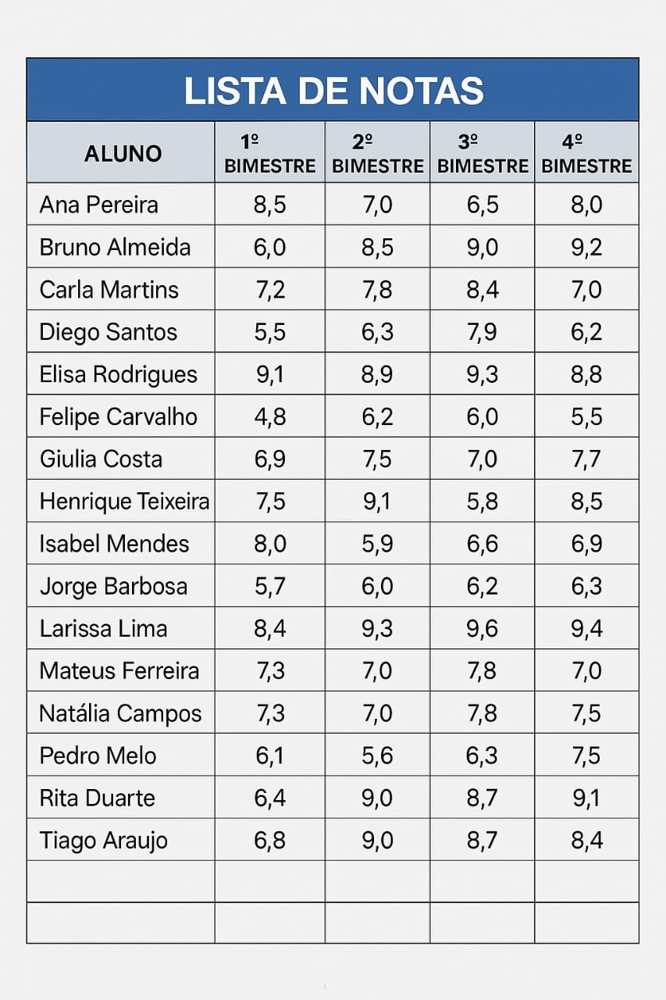 LISTA DE NOTAS
ALUNO 1º BIMESTRE 2º BIMESTRE 3º BIMESTRE 4º BIMESTRE
Ana Pereira 8,5 7,0 6,5 8,0
Bruno Almeida 6,0 8,5 9,0 9,2
Carla Martins 7,2 7,8 8,4 7,0
Diego Santos 5,5 6,3 7,9 6,2
Elisa Rodrigues 9,1 8,9 9,3 8,8
Felipe Carvalho 4,8 6,2 6,0 5,5
Giulia Costa 6,9 7,5 7,0 7,7
Henrique Teixeira 7,5 9,1 5,8 8,5
Isabel Mendes 8,0 5,9 6,6 6,9
Jorge Barbosa 5,7 6,0 6,2 6,3
Larissa Lima 8,4 9,3 9,6 9,4
Mateus Ferreira 7,3 7,0 7,8 7,0
Natália Campos 7,3 7,0 7,8 7,5
Pedro Melo 6,1 5,6 6,3 7,5
Rita Duarte 6,4 9,0 8,7 9,1
Tiago Araujo 6,8 9,0 8,7 8,4